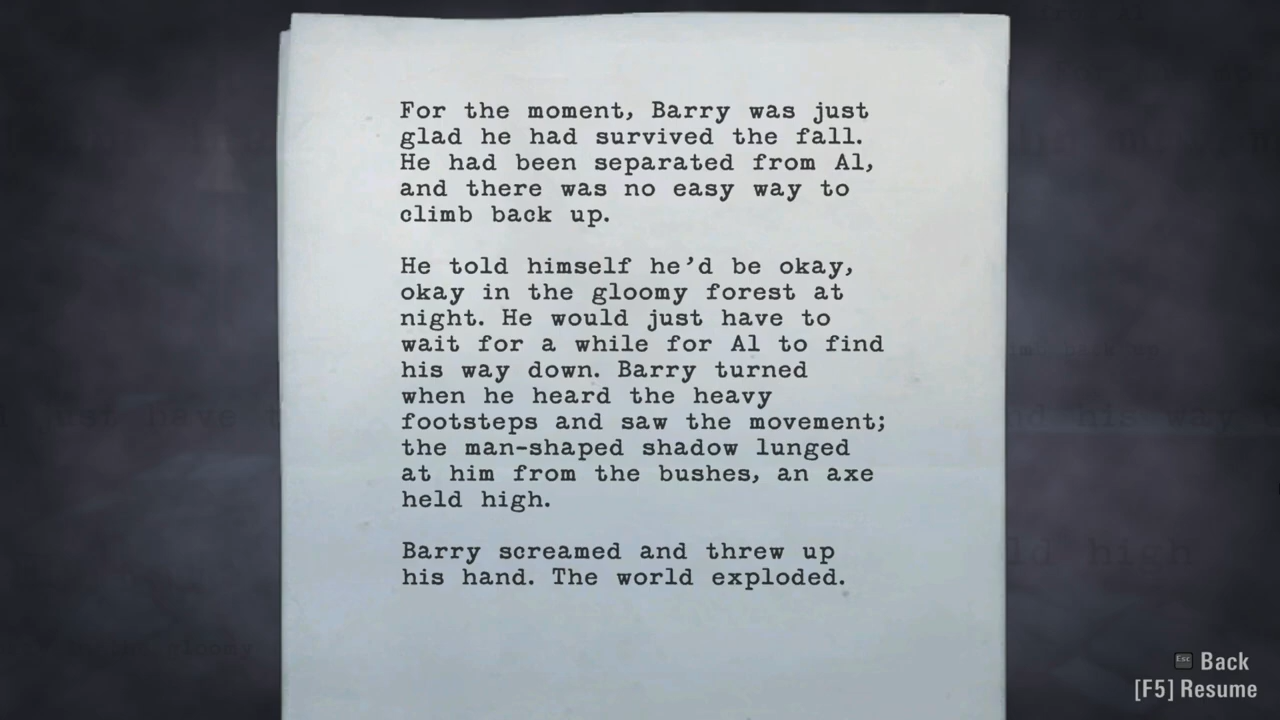 For the moment, Barry was just
glad he had survived the fall.
He had been separated from Al,
and there was no easy way to
climb back up.
He told himself he'd be okay,
okay in the gloomy forest at
night. He would just have to
wait for a while for Al to find
his way down. Barry turned
when he heard the heavy
footsteps and saw the movement;
the man-shaped shadow lunged
at him from the bushes, an axe
held high.
Barry screamed and threw up
his hand. The world exploded.
Esc Back
[F5] Resume